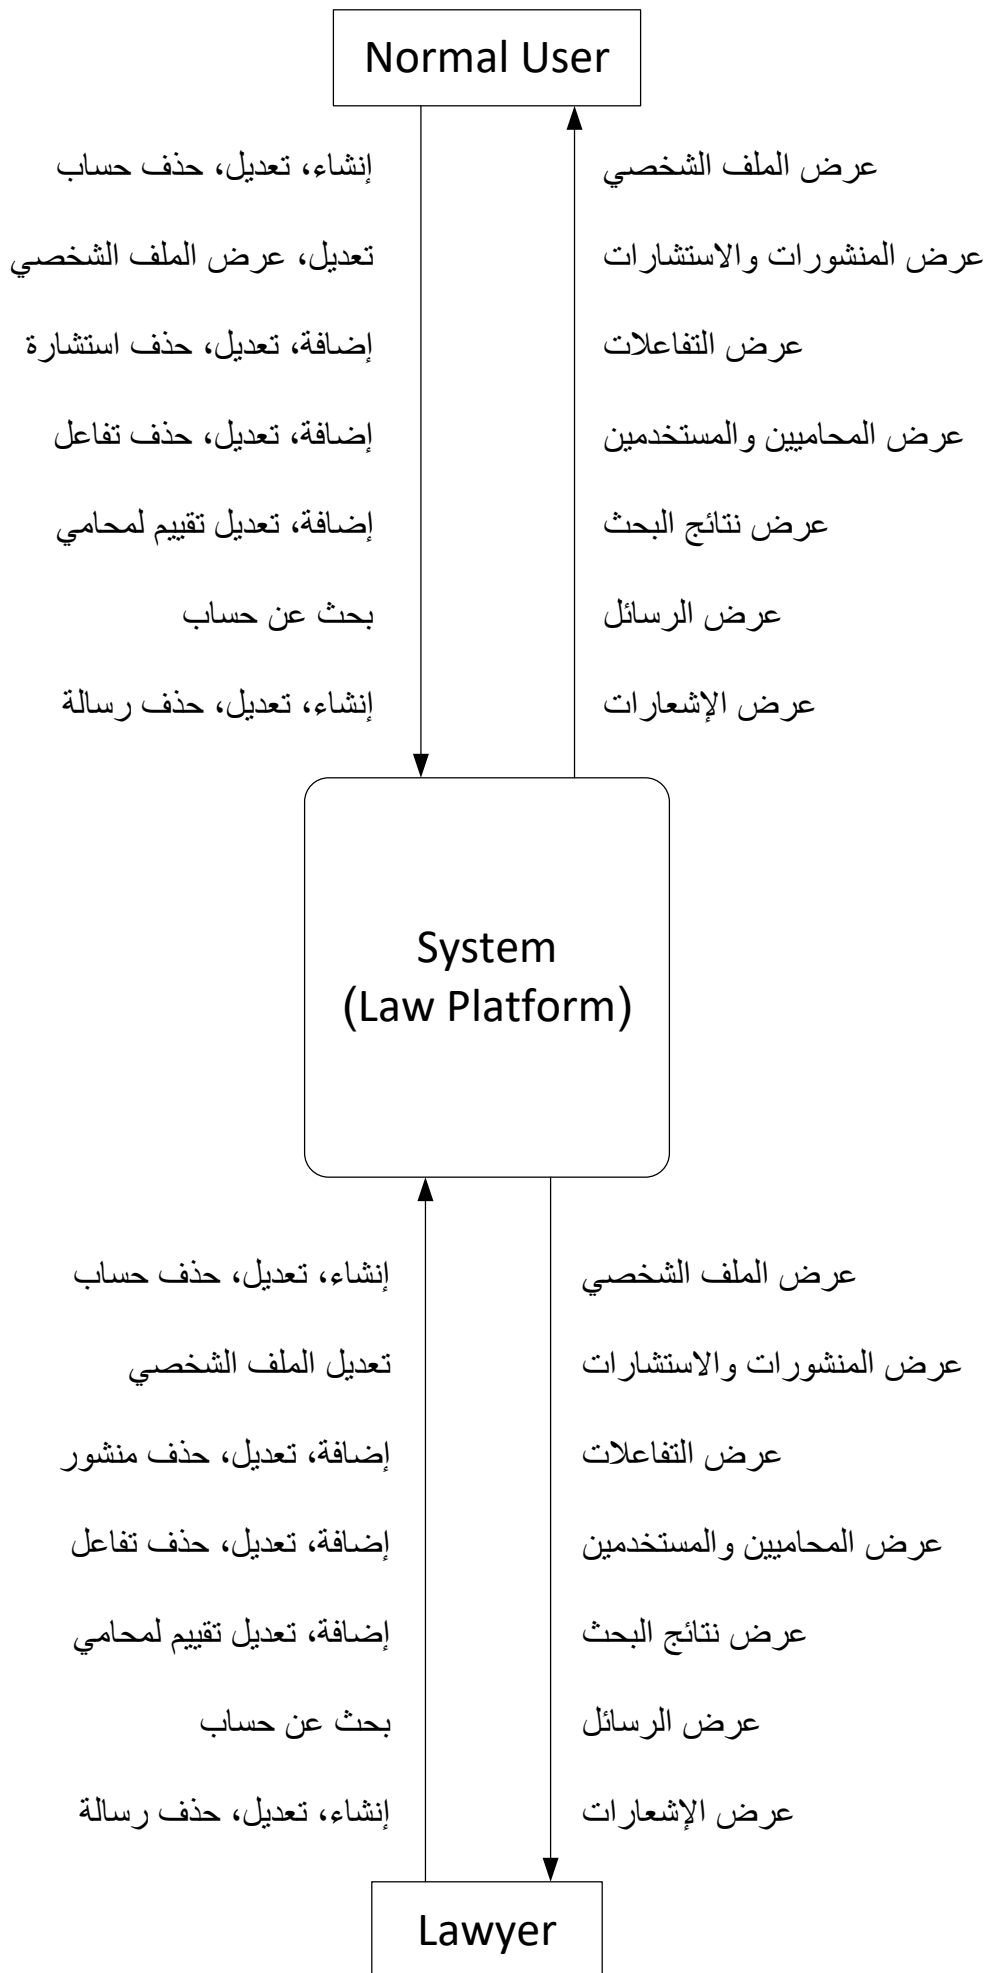 Normal User
إنشاء، تعديل، حذف حساب
عرض الملف الشخصي
تعديل، عرض الملف الشخصي
عرض المنشورات والاستشارات
إضافة، تعديل، حذف استشارة
عرض التفاعلات
إضافة، تعديل، حذف تفاعل
عرض المحاميين والمستخدمين
إضافة، تعديل تقييم لمحامي
عرض نتائج البحث
بحث عن حساب
عرض الرسائل
إنشاء، تعديل، حذف رسالة
عرض الإشعارات
System
(Law Platform)
إنشاء، تعديل، حذف حساب
عرض الملف الشخصي
تعديل الملف الشخصي
عرض المنشورات والاستشارات
إضافة، تعديل، حذف منشور
عرض التفاعلات
إضافة، تعديل، حذف تفاعل
عرض المحاميين والمستخدمين
إضافة، تعديل تقييم لمحامي
عرض نتائج البحث
بحث عن حساب
عرض الرسائل
إنشاء، تعديل، حذف رسالة
عرض الإشعارات
Lawyer